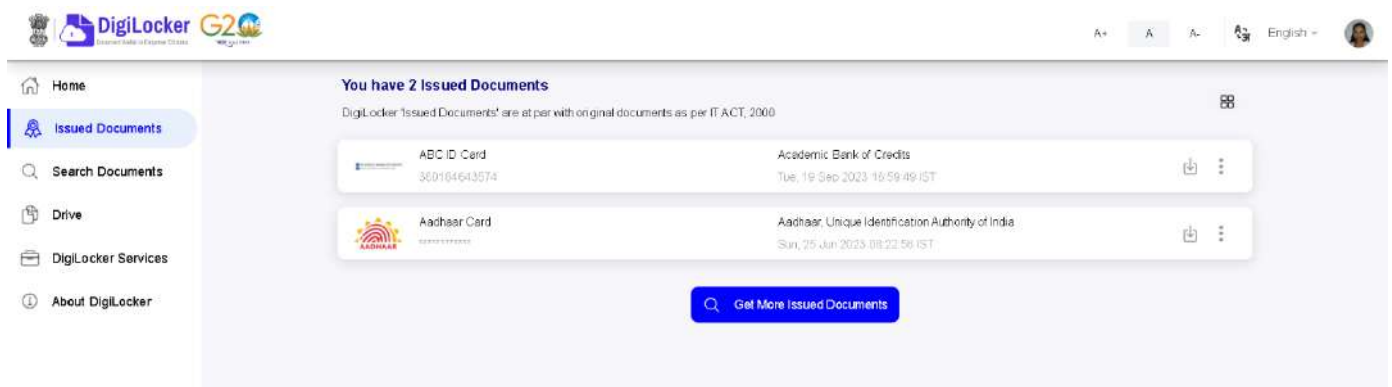 DigiLocker G20
A+ A A- English
Home
Issued Documents
Search Documents
Drive
DigiLocker Services
About DigiLocker
You have 2 Issued Documents
DigiLocker 'Issued Documents' are at par with original documents as per IT ACT, 2000
ABC ID Card Academic Bank of Credits
360164643574 Tue, 19 Sep 2023 16:59:49 IST
Aadhaar Card Aadhaar, Unique Identification Authority of India
************ Sun, 25 Jun 2023 08:22:56 IST
AADHAAR
Get More Issued Documents